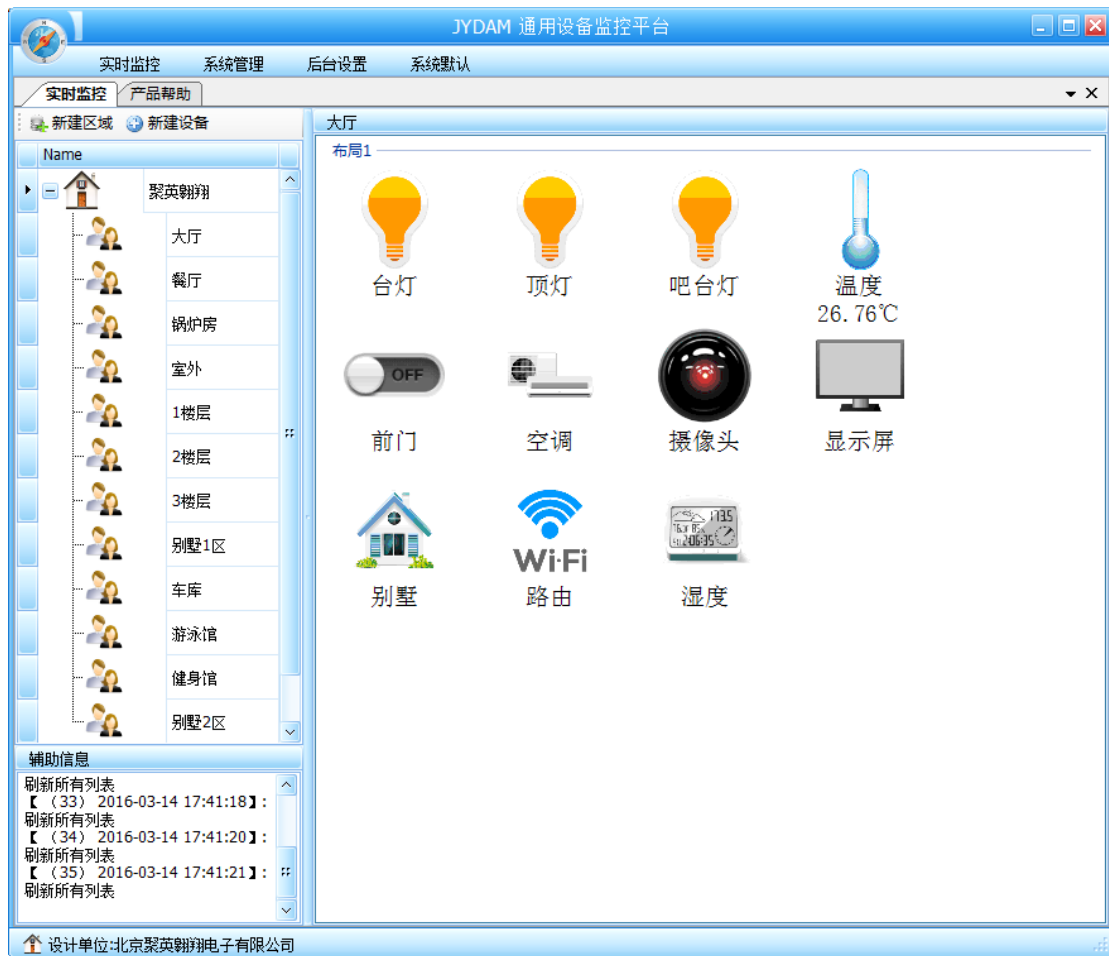 JYDAM 通用设备监控平台
实时监控 系统管理 后台设置 系统默认
实时监控 产品帮助
新建区域 新建设备
Name
聚英翱翔
大厅
餐厅
锅炉房
室外
1楼层
2楼层
3楼层
别墅1区
车库
游泳馆
健身馆
别墅2区
辅助信息
刷新所有列表
【（33） 2016-03-14 17:41:18】:
刷新所有列表
【（34） 2016-03-14 17:41:20】:
刷新所有列表
【（35） 2016-03-14 17:41:21】:
刷新所有列表
大厅
布局1
台灯 顶灯 吧台灯 温度
26.76℃
OFF
前门 空调 摄像头 显示屏
Wi-Fi
别墅 路由 湿度
设计单位:北京聚英翱翔电子有限公司